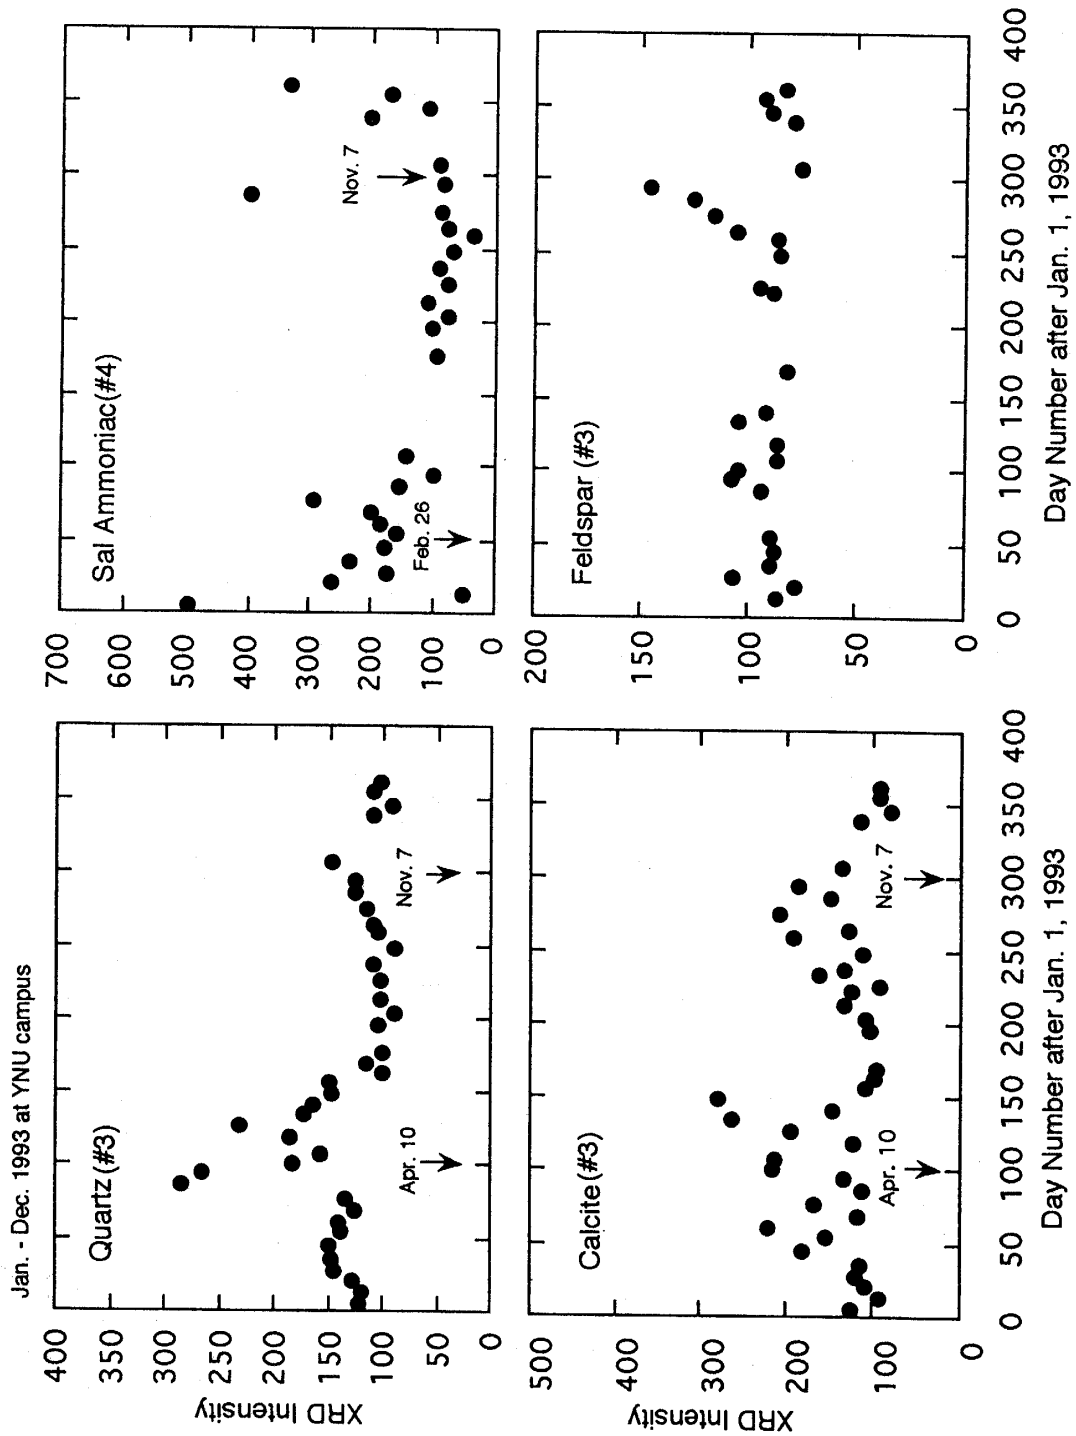 Jan. - Dec. 1993 at YNU campus
Quartz (#3)
400
350
300
250
200
150
100
50
0
XRD Intensity
Apr. 10
Nov. 7
Sal Ammoniac(#4)
700
600
500
400
300
200
100
0
Feb. 26
Nov. 7
Calcite(#3)
500
400
300
200
100
0
XRD Intensity
Apr. 10
Nov. 7
0 50 100 150 200 250 300 350 400
Day Number after Jan. 1, 1993
Feldspar (#3)
200
150
100
50
0
0 50 100 150 200 250 300 350 400
Day Number after Jan. 1, 1993